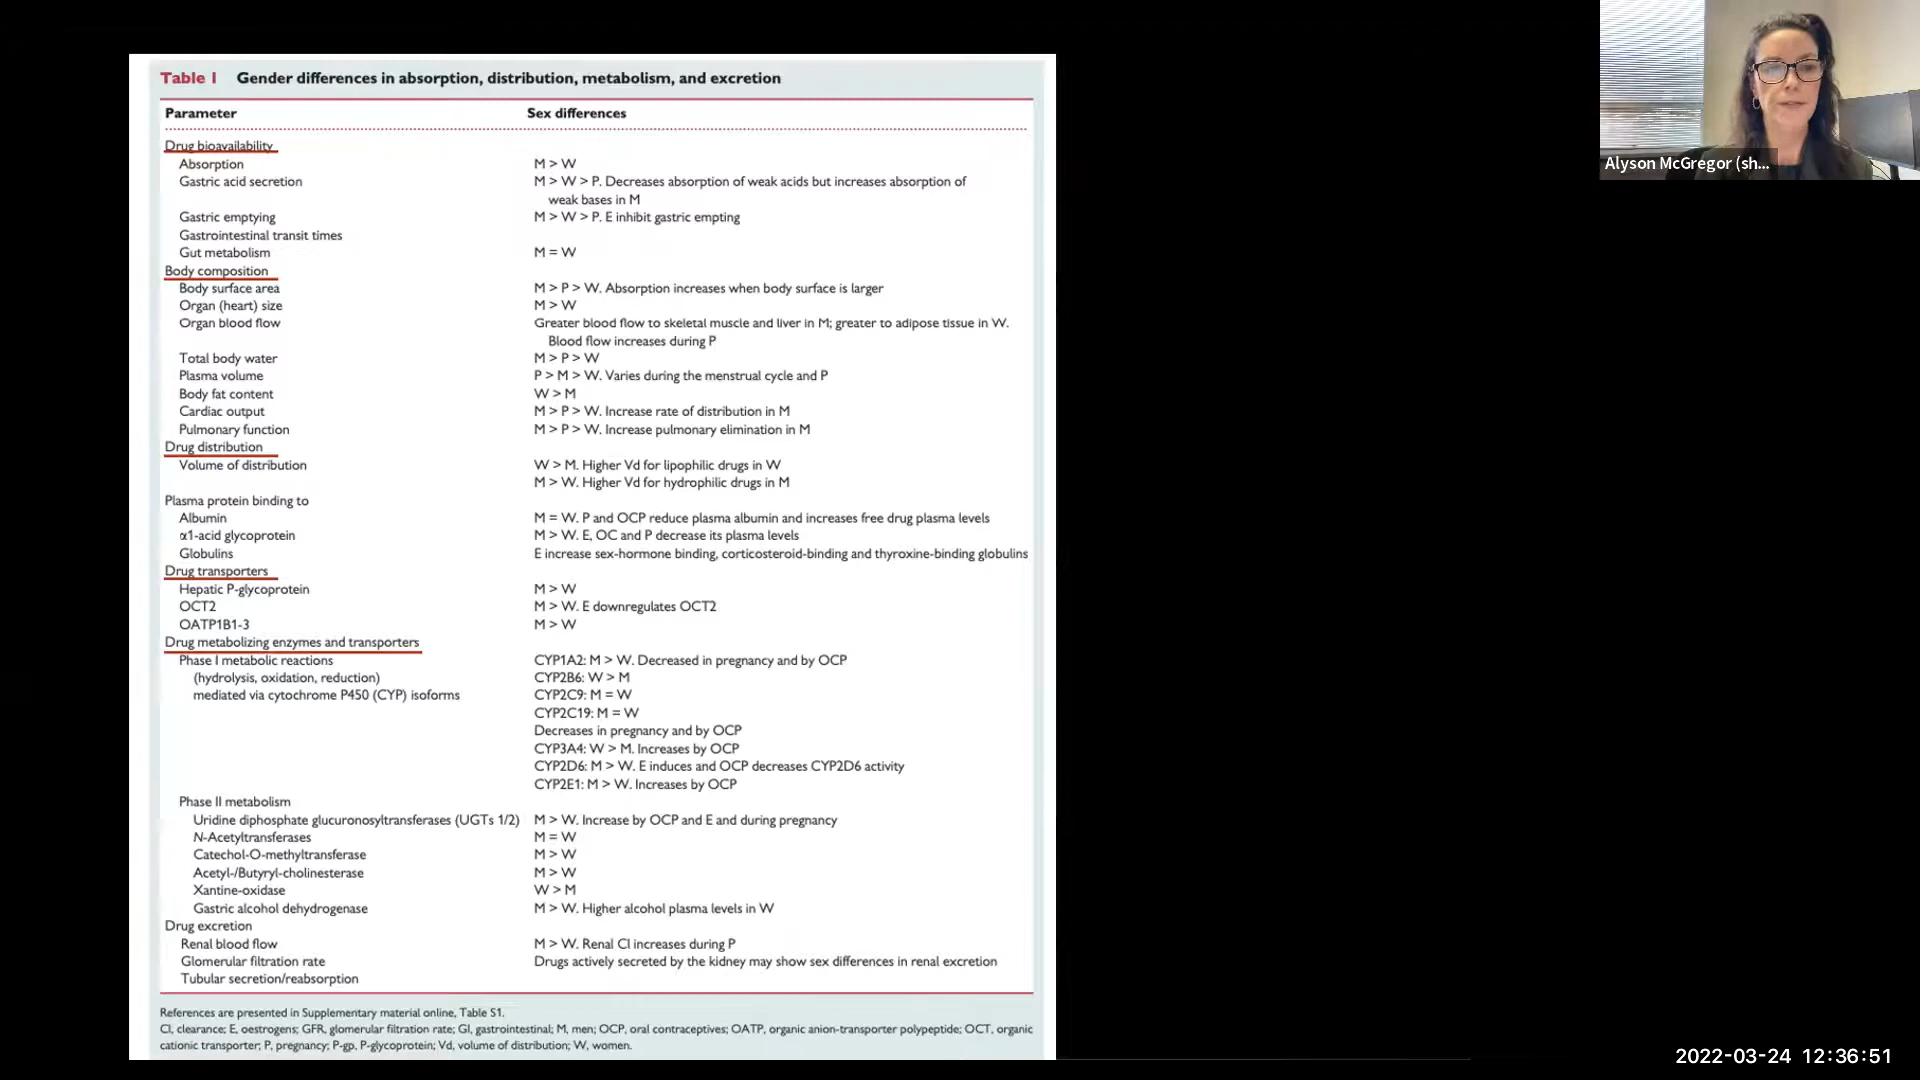 Table 1 Gender differences in absorption, distribution, metabolism, and excretion
Parameter Sex differences
Drug bioavailability
Absorption M > W
Gastric acid secretion M > W > P. Decreases absorption of weak acids but increases absorption of
weak bases in M
Gastric emptying M > W > P. E inhibit gastric empting
Gastrointestinal transit times
Gut metabolism M = W
Body composition
Body surface area M > P > W. Absorption increases when body surface is larger
Organ (heart) size M > W
Organ blood flow Greater blood flow to skeletal muscle and liver in M; greater to adipose tissue in W.
Blood flow increases during P
Total body water M > P > W
Plasma volume P > M > W. Varies during the menstrual cycle and P
Body fat content W > M
Cardiac output M > P > W. Increase rate of distribution in M
Pulmonary function M > P > W. Increase pulmonary elimination in M
Drug distribution
Volume of distribution W > M. Higher Vd for lipophilic drugs in W
M > W. Higher Vd for hydrophilic drugs in M
Plasma protein binding to
Albumin M = W. P and OCP reduce plasma albumin and increases free drug plasma levels
α1-acid glycoprotein M > W. E, OC and P decrease its plasma levels
Globulins E increase sex-hormone binding, corticosteroid-binding and thyroxine-binding globulins
Drug transporters
Hepatic P-glycoprotein M > W
OCT2 M > W. E downregulates OCT2
OATP1B1-3 M > W
Drug metabolizing enzymes and transporters
Phase I metabolic reactions CYP1A2: M > W. Decreased in pregnancy and by OCP
(hydrolysis, oxidation, reduction) CYP2B6: W > M
mediated via cytochrome P450 (CYP) isoforms CYP2C9: M = W
CYP2C19: M = W
Decreases in pregnancy and by OCP
CYP3A4: W > M. Increases by OCP
CYP2D6: M > W. E induces and OCP decreases CYP2D6 activity
CYP2E1: M > W. Increases by OCP
Phase II metabolism
Uridine diphosphate glucuronosyltransferases (UGTs 1/2) M > W. Increase by OCP and E and during pregnancy
N-Acetyltransferases M = W
Catechol-O-methyltransferase M > W
Acetyl-/Butyryl-cholinesterase M > W
Xantine-oxidase W > M
Gastric alcohol dehydrogenase M > W. Higher alcohol plasma levels in W
Drug excretion
Renal blood flow M > W. Renal Cl increases during P
Glomerular filtration rate Drugs actively secreted by the kidney may show sex differences in renal excretion
Tubular secretion/reabsorption
References are presented in Supplementary material online, Table S1.
Cl, clearance; E, oestrogens; GFR, glomerular filtration rate; GI, gastrointestinal; M, men; OCP, oral contraceptives; OATP, organic anion-transporter polypeptide; OCT, organic
cationic transporter; P, pregnancy; P-gp, P-glycoprotein; Vd, volume of distribution; W, women.
Alyson McGregor (sh...
2022-03-24 12:36:51